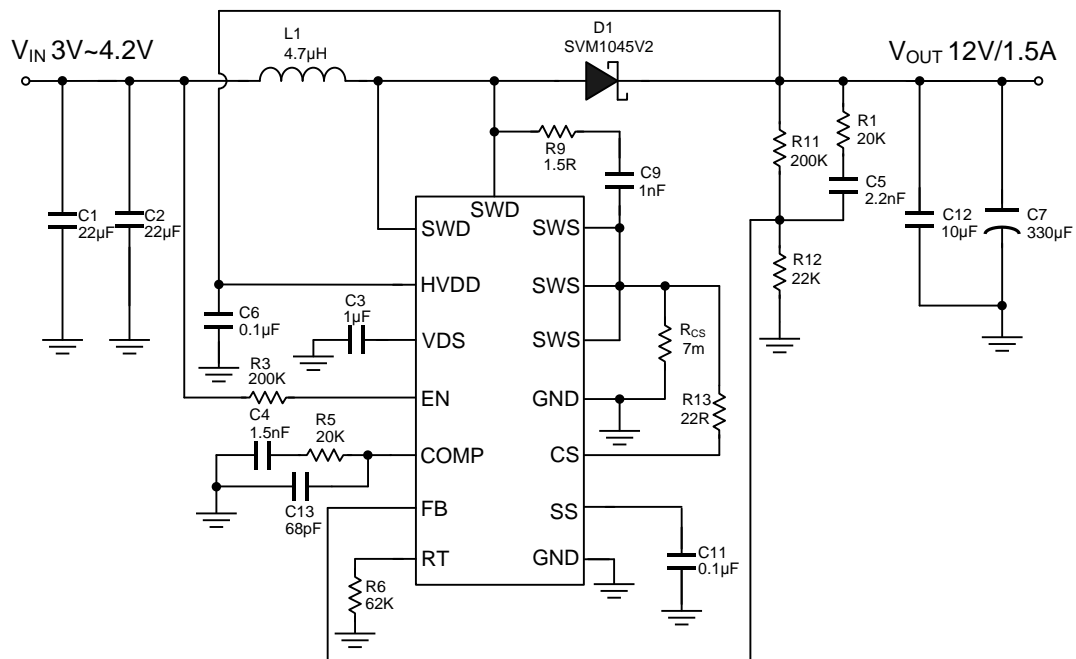 L1
4.7µH
D1
SVM1045V2
V_IN 3V~4.2V
V_OUT 12V/1.5A
R9
1.5R
C9
1nF
R11
200K
R1
20K
C5
2.2nF
C1
22µF
C2
22µF
C12
10µF
C7
330µF
R12
22K
SWD
SWD
SWS
HVDD
SWS
VDS
SWS
EN
GND
COMP
CS
FB
SS
RT
GND
C6
0.1µF
C3
1µF
R_CS
7m
R3
200K
R13
22R
C4
1.5nF
R5
20K
C13
68pF
C11
0.1µF
R6
62K